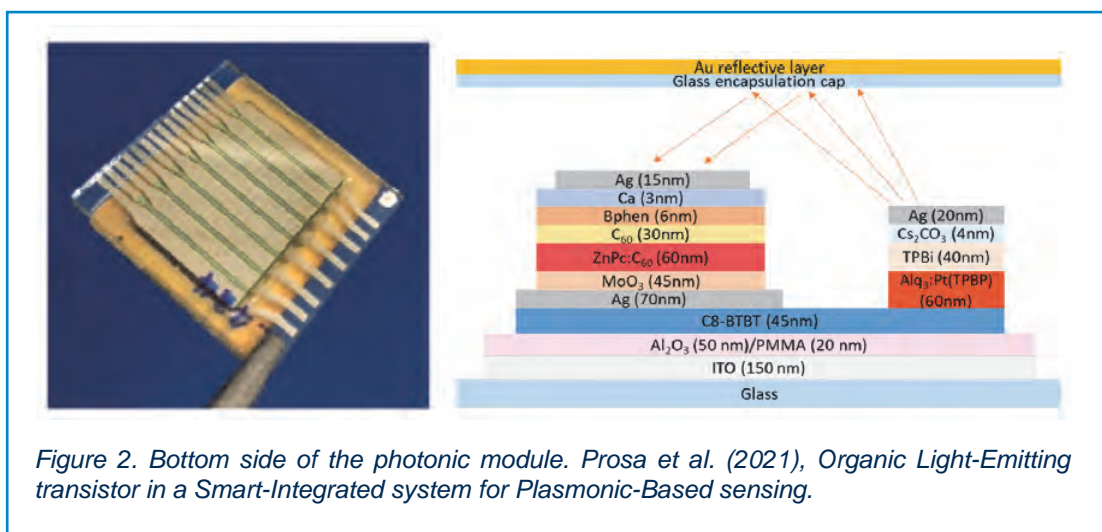 Au reflective layer
Glass encapsulation cap
Ag (15nm)
Ca (3nm)
Bphen (6nm)
C₆₀ (30nm)
ZnPc:C₆₀ (60nm)
MoO₃ (45nm)
Ag (70nm)
Ag (20nm)
Cs₂CO₃ (4nm)
TPBi (40nm)
Alq₃:Pt(TPBP)
(60nm)
C8-BTBT (45nm)
Al₂O₃ (50 nm)/PMMA (20 nm)
ITO (150 nm)
Glass
Figure 2. Bottom side of the photonic module. Prosa et al. (2021), Organic Light-Emitting
transistor in a Smart-Integrated system for Plasmonic-Based sensing.